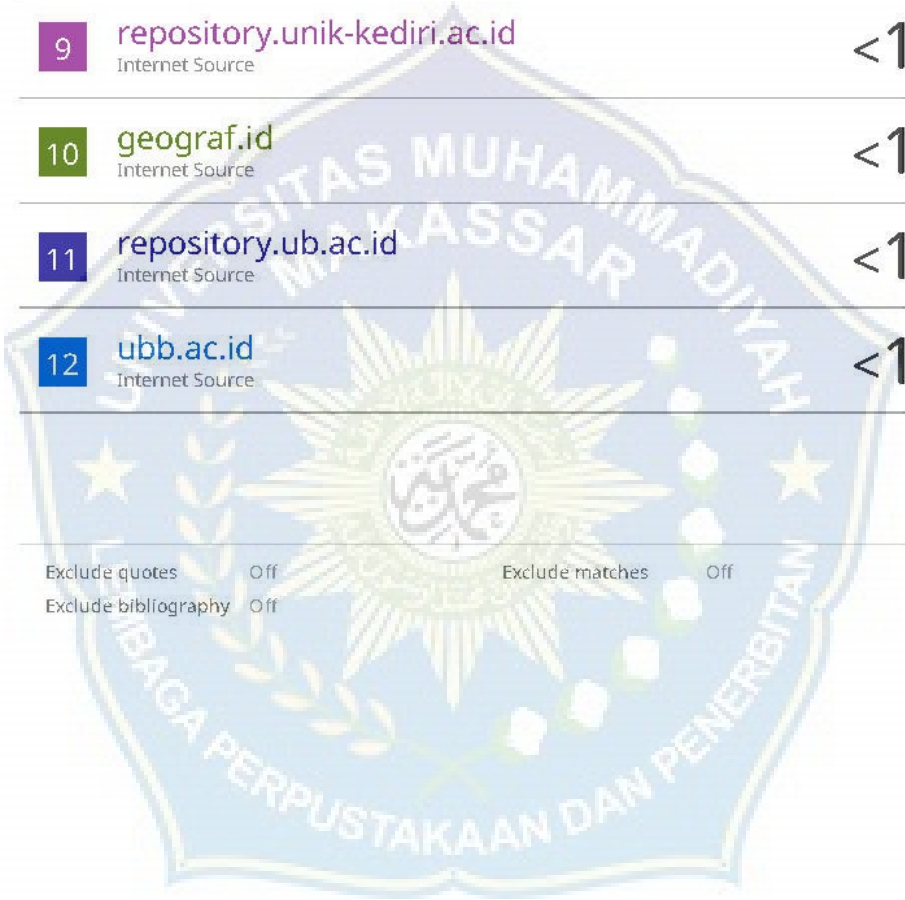 9
repository.unik-kediri.ac.id
<1
Internet Source
10
geograf.id
<1
Internet Source
11
repository.ub.ac.id
<1
Internet Source
12
ubb.ac.id
<1
Internet Source
Exclude quotes Off Exclude matches Off
Exclude bibliography Off
UNIVERSITAS MUHAMMADIYAH
MAKASSAR
LEMBAGA PERPUSTAKAAN DAN PENERBITAN